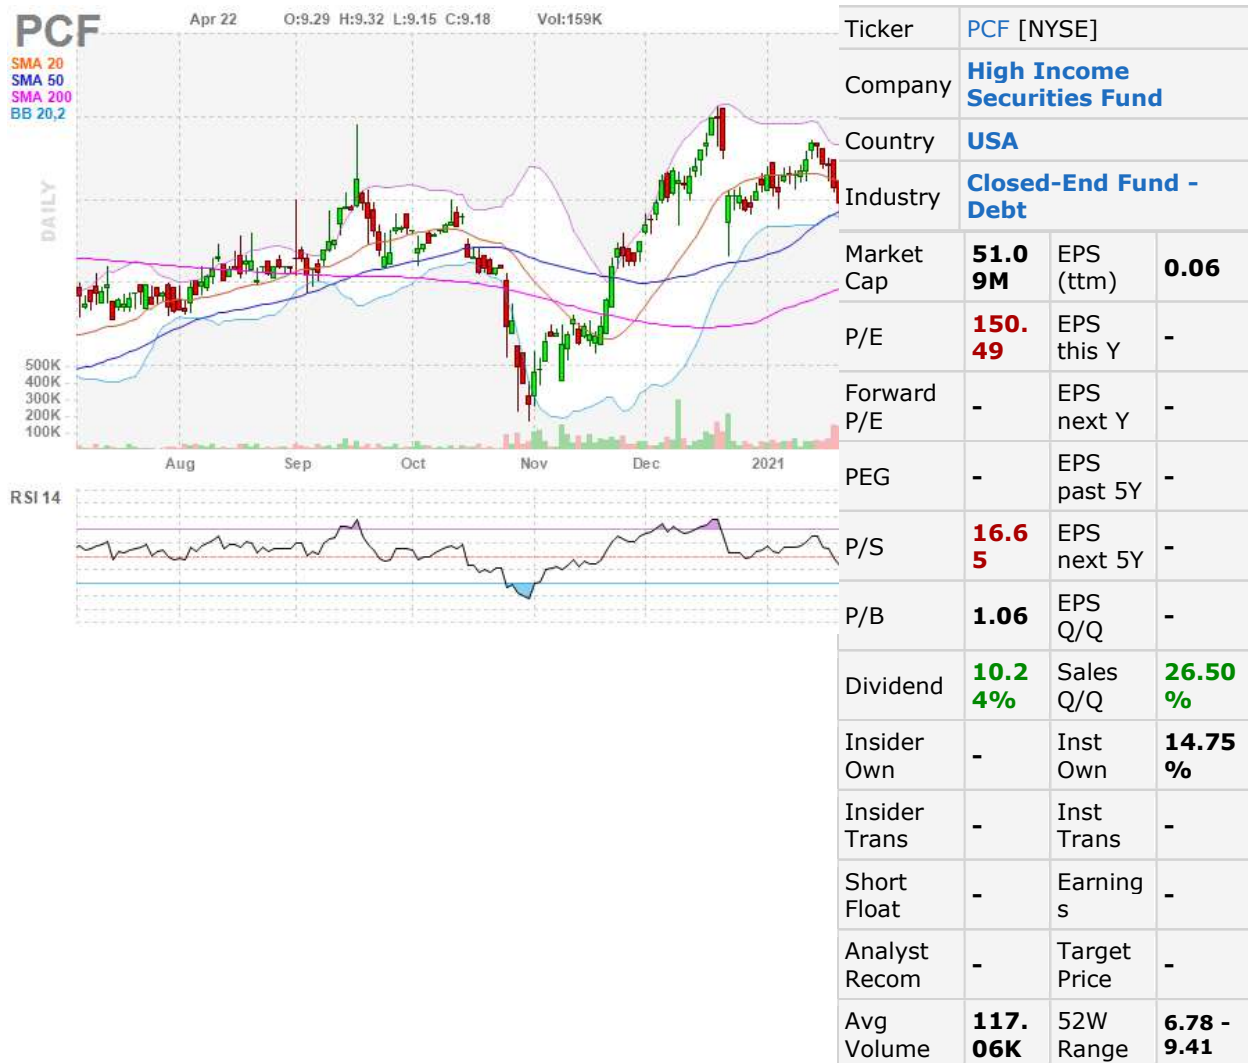 PCF
Apr 22 O:9.29 H:9.32 L:9.15 C:9.18 Vol:159K
SMA 20
SMA 50
SMA 200
BB 20,2
DAILY
500K
400K
300K
200K
100K
Aug Sep Oct Nov Dec 2021
RSI 14
Ticker PCF [NYSE]
Company High Income
Securities Fund
Country USA
Industry Closed-End Fund -
Debt
Market 51.0 EPS 0.06
Cap 9M (ttm)
P/E 150. EPS -
49 this Y
Forward - EPS -
P/E next Y
PEG - EPS -
past 5Y
P/S 16.6 EPS -
5 next 5Y
P/B 1.06 EPS -
Q/Q
Dividend 10.2 Sales 26.50
4% Q/Q %
Insider - Inst 14.75
Own Own %
Insider - Inst -
Trans Trans
Short - Earning -
Float s
Analyst - Target -
Recom Price
Avg 117. 52W 6.78 -
Volume 06K Range 9.41